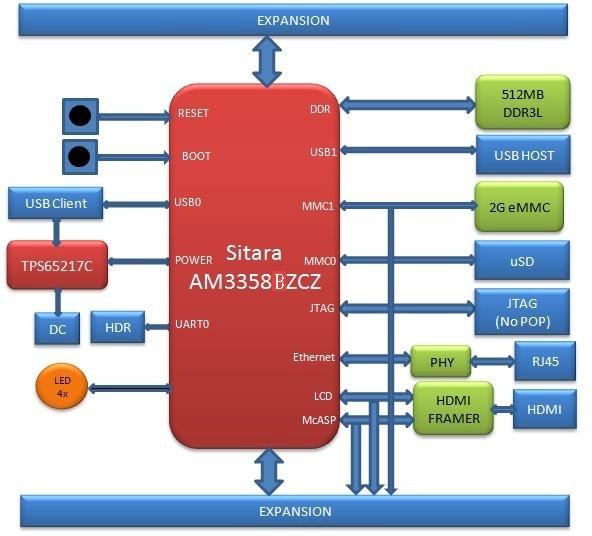 EXPANSION
RESET
BOOT
USB Client
USB0
TPS65217C
POWER
DC
HDR
UART0
LED
4x
Sitara
AM3358BZCZ
DDR
512MB
DDR3L
USB1
USB HOST
MMC1
2G eMMC
MMC0
uSD
JTAG
JTAG
(No POP)
Ethernet
PHY
RJ45
LCD
McASP
HDMI
FRAMER
HDMI
EXPANSION